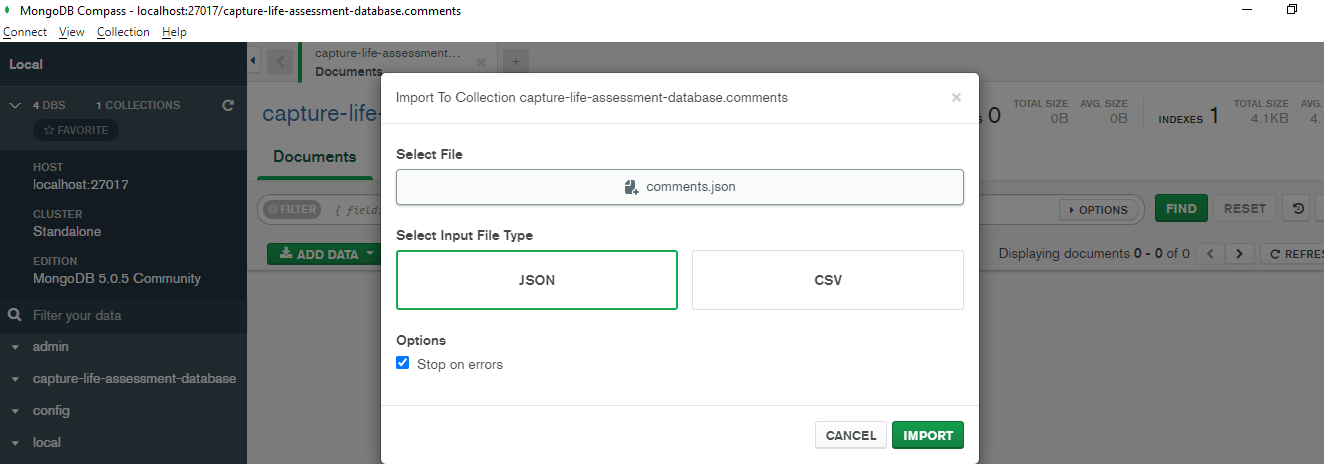 MongoDB Compass - localhost:27017/capture-life-assessment-database.comments
Connect View Collection Help
Local
capture-life-assessment...
Documents
4 DBS 1 COLLECTIONS
FAVORITE
HOST
localhost:27017
CLUSTER
Standalone
EDITION
MongoDB 5.0.5 Community
Filter your data
admin
capture-life-assessment-database
config
local
capture-life-
0 TOTAL SIZE 0B AVG. SIZE 0B INDEXES 1 TOTAL SIZE 4.1KB AVG.
Documents
FILTER { field: OPTIONS FIND RESET
ADD DATA Displaying documents 0 - 0 of 0 REFRE
Import To Collection capture-life-assessment-database.comments
Select File
comments.json
Select Input File Type
JSON CSV
Options
Stop on errors
CANCEL IMPORT